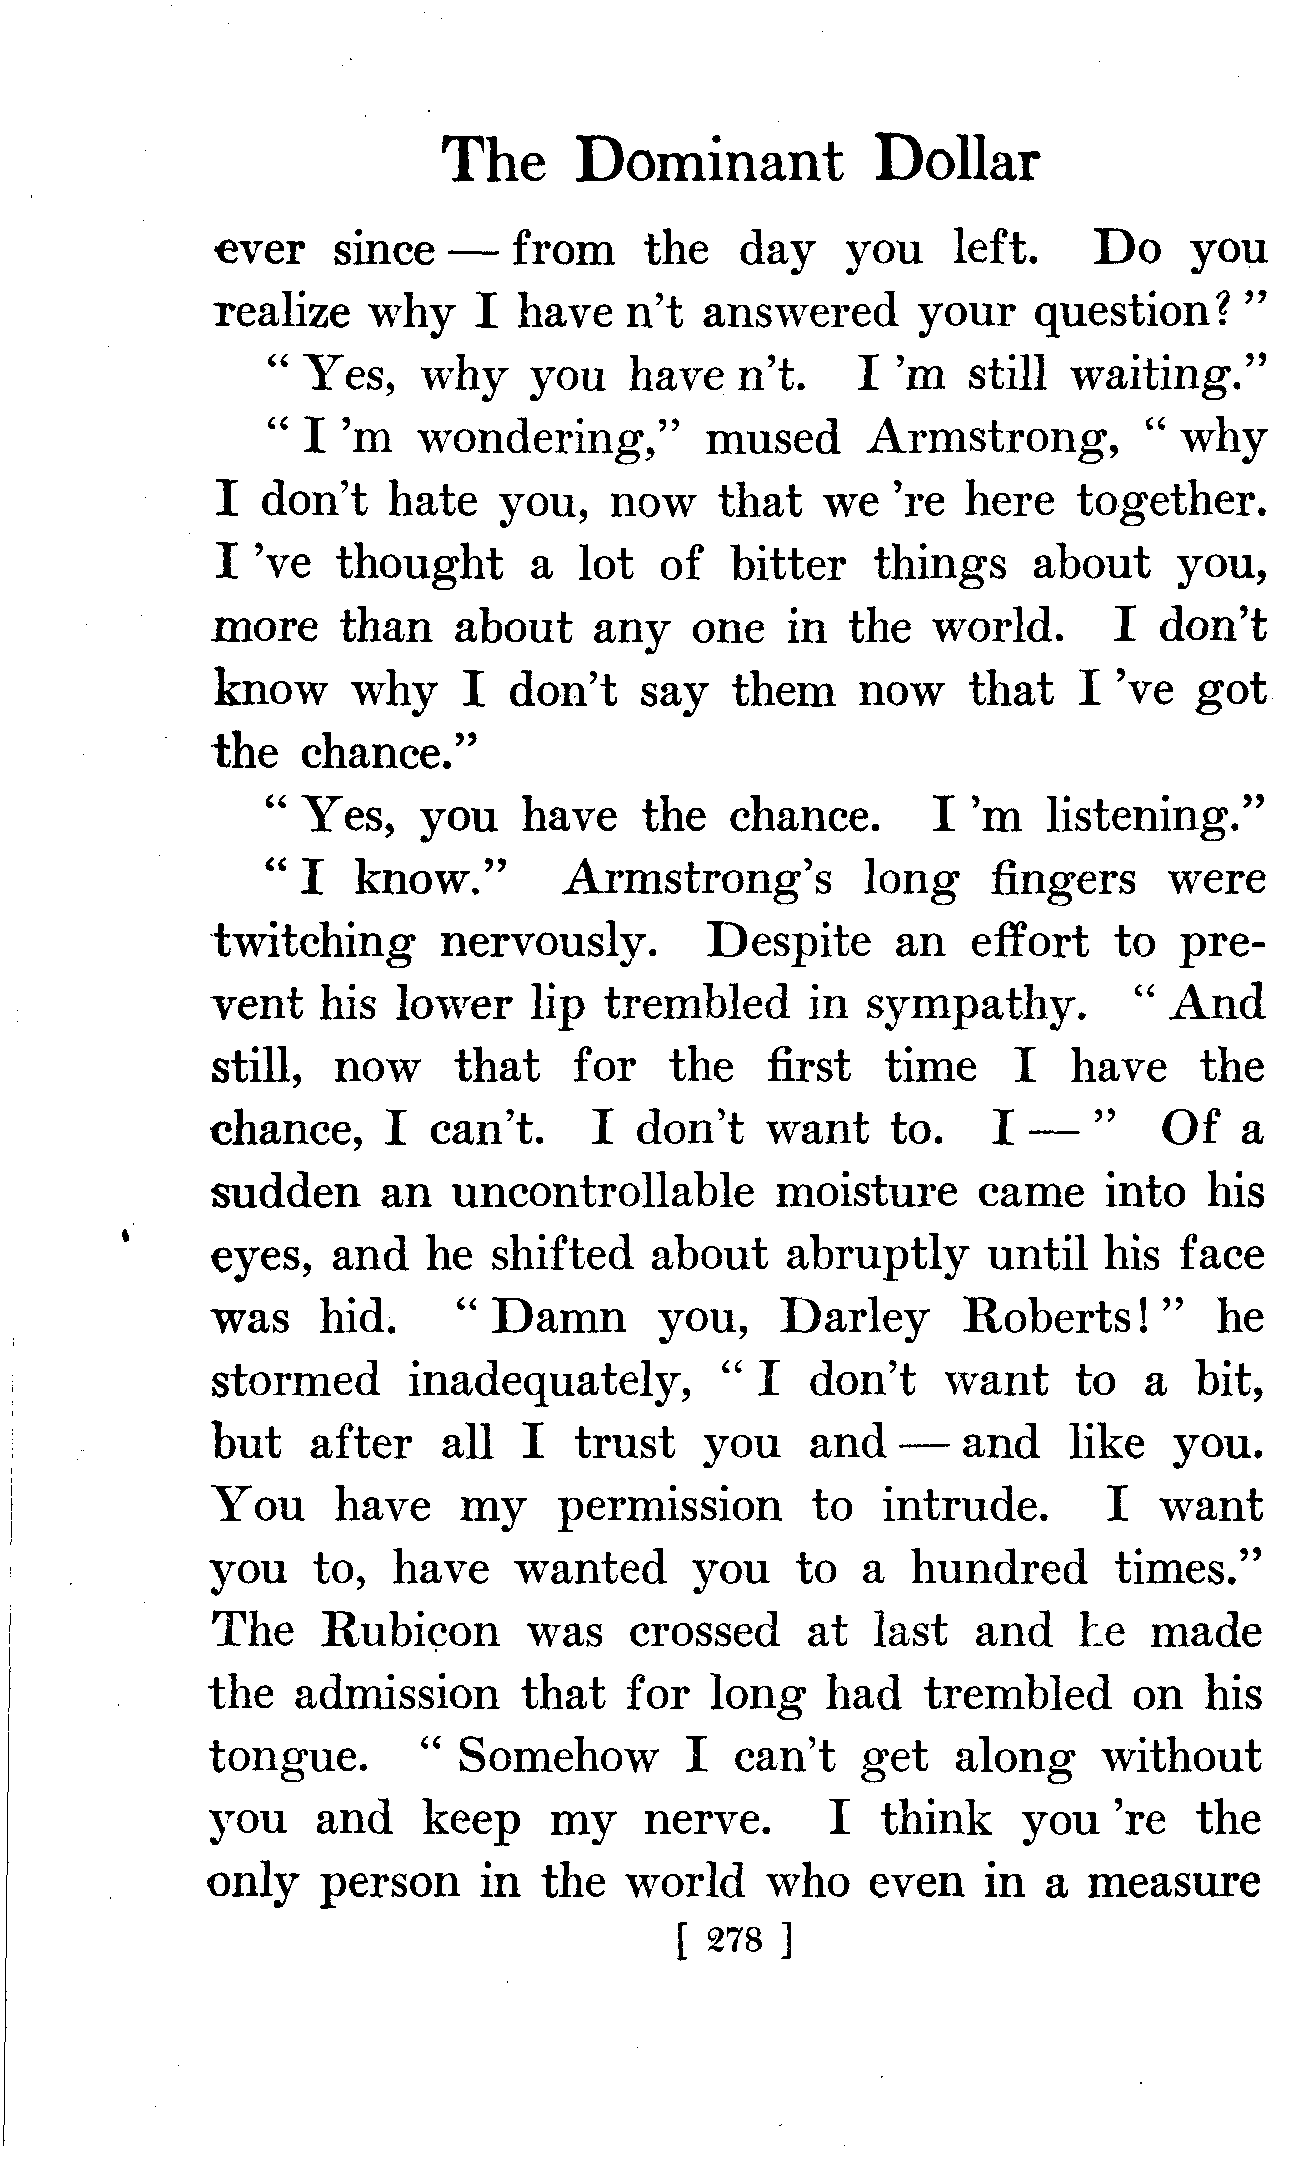 The Dominant Dollar
ever since — from the day you left. Do you
realize why I have n't answered your question? "
" Yes, why you have n't. I 'm still waiting."
" I 'm wondering," mused Armstrong, " why
I don't hate you, now that we 're here together.
I 've thought a lot of bitter things about you,
more than about any one in the world. I don't
know why I don't say them now that I 've got
the chance."
" Yes, you have the chance. I 'm listening."
" I know." Armstrong's long fingers were
twitching nervously. Despite an effort to pre-
vent his lower lip trembled in sympathy. " And
still, now that for the first time I have the
chance, I can't. I don't want to. I — " Of a
sudden an uncontrollable moisture came into his
eyes, and he shifted about abruptly until his face
was hid. " Damn you, Darley Roberts! " he
stormed inadequately, " I don't want to a bit,
but after all I trust you and — and like you.
You have my permission to intrude. I want
you to, have wanted you to a hundred times."
The Rubicon was crossed at last and he made
the admission that for long had trembled on his
tongue. " Somehow I can't get along without
you and keep my nerve. I think you 're the
only person in the world who even in a measure
[ 278 ]